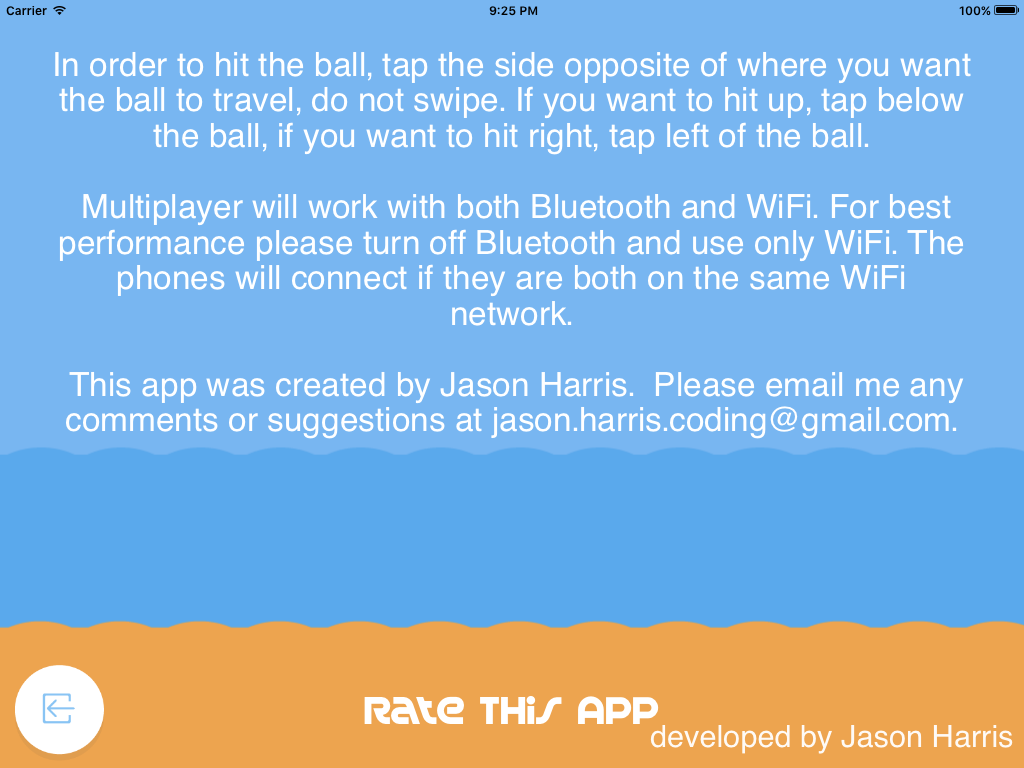 Carrier 9:25 PM 100%
In order to hit the ball, tap the side opposite of where you want
the ball to travel, do not swipe. If you want to hit up, tap below
the ball, if you want to hit right, tap left of the ball.
Multiplayer will work with both Bluetooth and WiFi. For best
performance please turn off Bluetooth and use only WiFi. The
phones will connect if they are both on the same WiFi
network.
This app was created by Jason Harris.  Please email me any
comments or suggestions at jason.harris.coding@gmail.com.
Rate This App
developed by Jason Harris